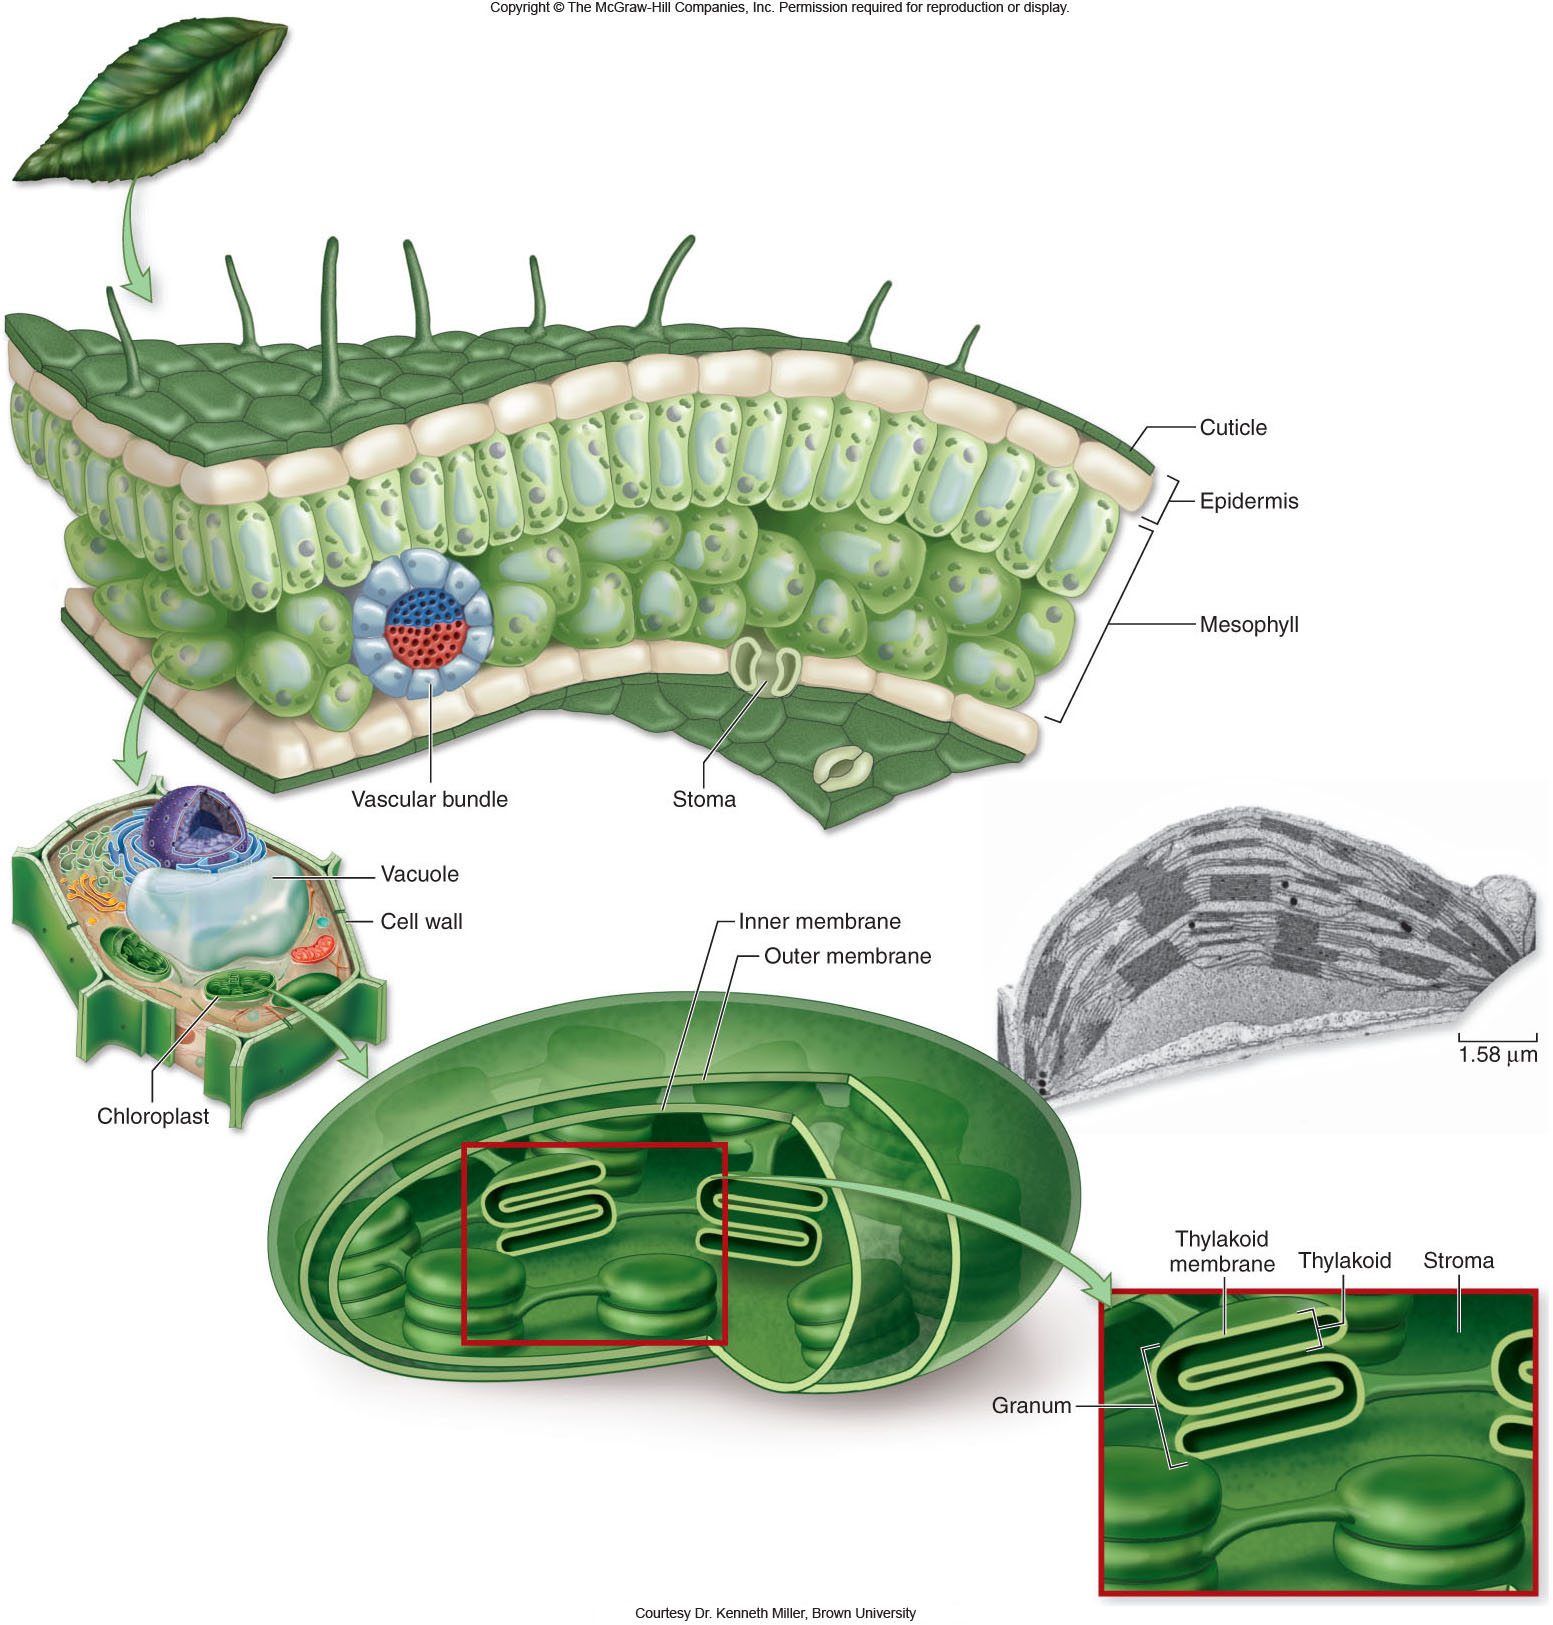 Copyright © The McGraw-Hill Companies, Inc. Permission required for reproduction or display.
Cuticle
Epidermis
Mesophyll
Vascular bundle
Stoma
Vacuole
Cell wall
Inner membrane
Outer membrane
1.58 µm
Chloroplast
Thylakoid
membrane
Thylakoid
Stroma
Granum
Courtesy Dr. Kenneth Miller, Brown University